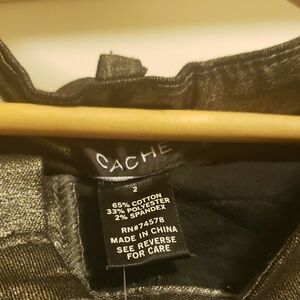 CACHE
2
65% COTTON
33% POLYESTER
2% SPANDEX
RN#74578
MADE IN CHINA
SEE REVERSE
FOR CARE